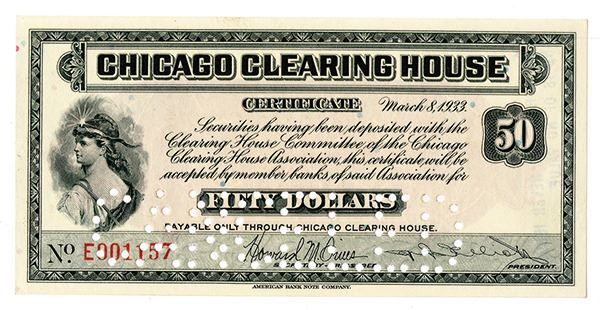 CHICAGO CLEARING HOUSE
CERTIFICATE March 8, 1933.
Securities having been deposited with the
Clearing House Committee of the Chicago
Clearing House Association, this certificate will be
accepted by member banks, of said Association for
50
FIFTY DOLLARS
PAYABLE ONLY THROUGH CHICAGO CLEARING HOUSE.
No E001157
Howard M.
PRESIDENT.
AMERICAN BANK NOTE COMPANY.